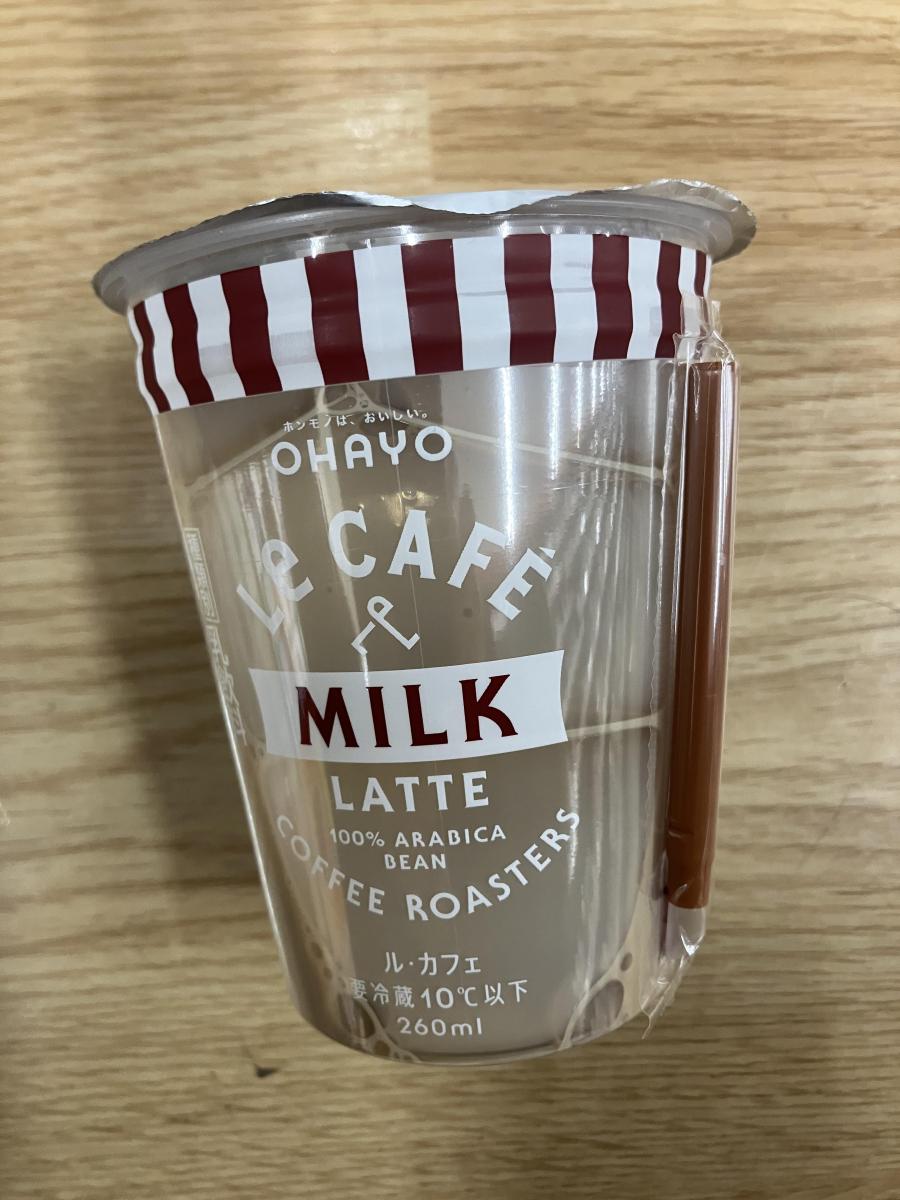 ホンモノは、おいしい。
OHAYO
Le CAFÉ
MILK
LATTE
100% ARABICA
BEAN
COFFEE ROASTERS
ル・カフェ
要冷蔵10℃以下
260ml